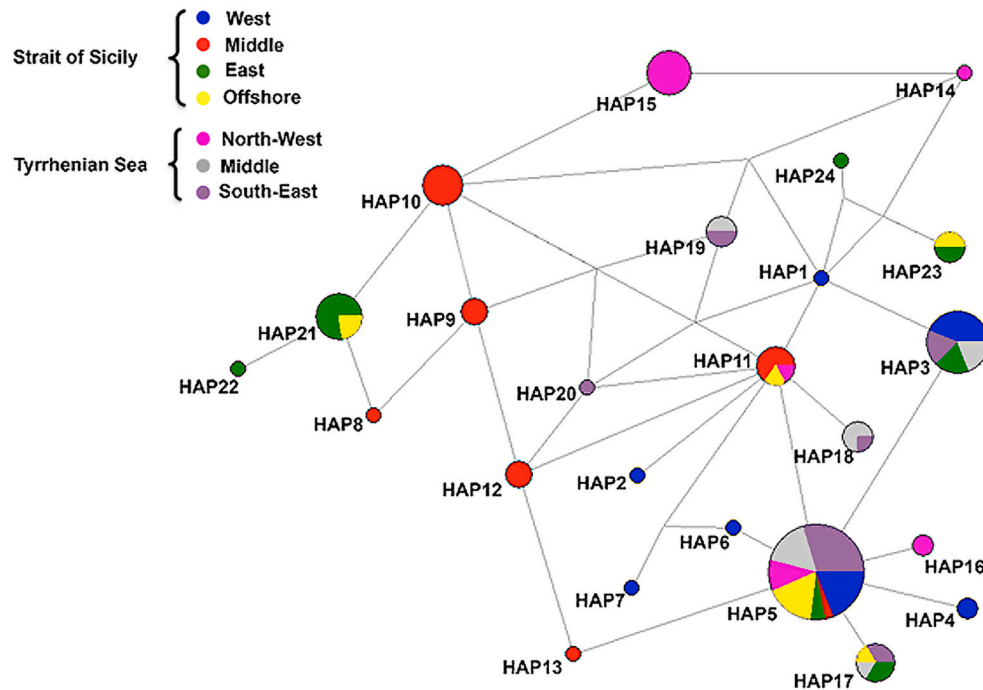 Strait of Sicily
West
Middle
East
Offshore
Tyrrhenian Sea
North-West
Middle
South-East
HAP15
HAP14
HAP24
HAP10
HAP19
HAP1
HAP23
HAP21
HAP9
HAP11
HAP3
HAP22
HAP20
HAP8
HAP18
HAP12
HAP2
HAP6
HAP16
HAP7
HAP5
HAP4
HAP13
HAP17